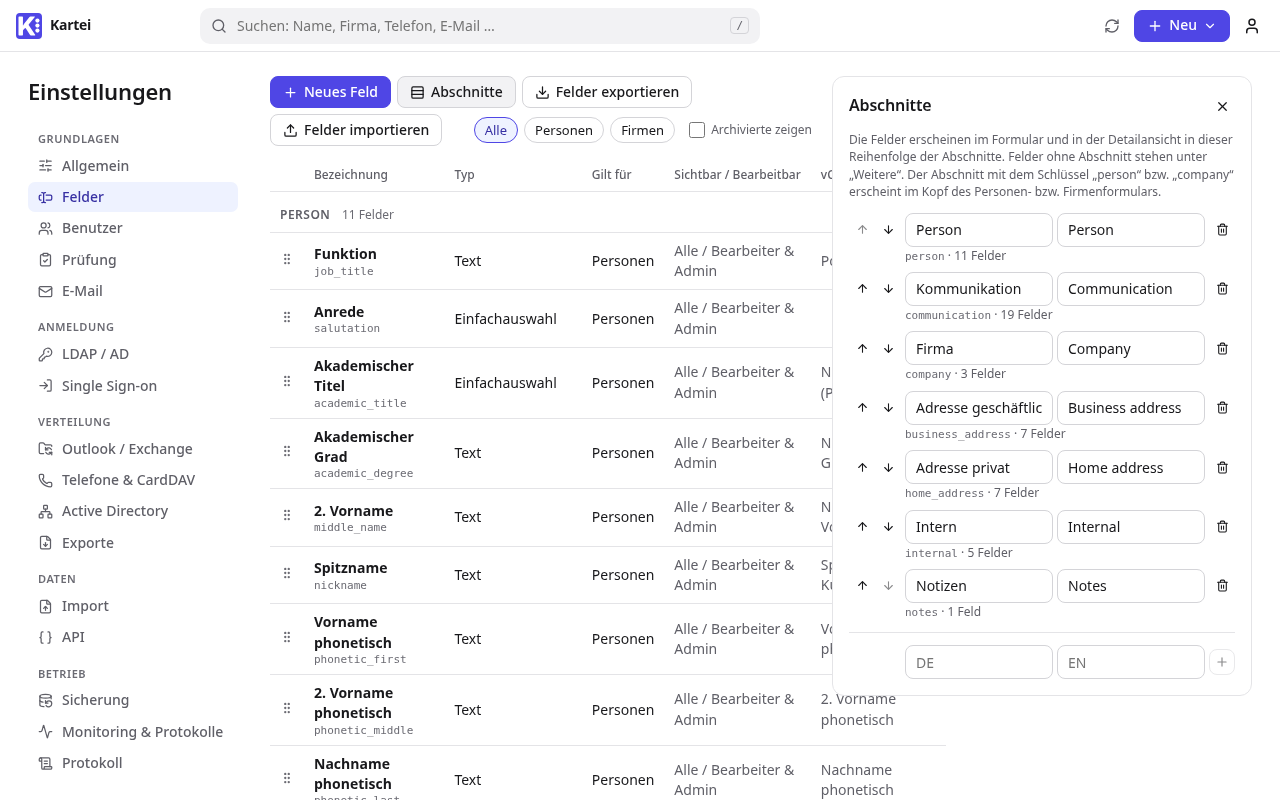 Kartei
Suchen: Name, Firma, Telefon, E-Mail ...
/
Neu
Einstellungen
GRUNDLAGEN
Allgemein
Felder
Benutzer
Prüfung
E-Mail
ANMELDUNG
LDAP / AD
Single Sign-on
VERTEILUNG
Outlook / Exchange
Telefone & CardDAV
Active Directory
Exporte
DATEN
Import
API
BETRIEB
Sicherung
Monitoring & Protokolle
Protokoll
Neues Feld
Abschnitte
Felder exportieren
Felder importieren
Alle
Personen
Firmen
Archivierte zeigen
Bezeichnung Typ Gilt für Sichtbar / Bearbeitbar
PERSON 11 Felder
Funktion
job_title
Text
Personen
Alle / Bearbeiter &
Admin
Anrede
salutation
Einfachauswahl
Personen
Alle / Bearbeiter &
Admin
Akademischer
Titel
academic_title
Einfachauswahl
Personen
Alle / Bearbeiter &
Admin
Akademischer
Grad
academic_degree
Text
Personen
Alle / Bearbeiter &
Admin
2. Vorname
middle_name
Text
Personen
Alle / Bearbeiter &
Admin
Spitzname
nickname
Text
Personen
Alle / Bearbeiter &
Admin
Vorname
phonetisch
phonetic_first
Text
Personen
Alle / Bearbeiter &
Admin
2. Vorname
phonetisch
phonetic_middle
Text
Personen
Alle / Bearbeiter &
Admin
2. Vorname
phonetisch
Nachname
phonetisch
Text
Personen
Alle / Bearbeiter &
Admin
Nachname
phonetisch
Abschnitte
Die Felder erscheinen im Formular und in der Detailansicht in dieser
Reihenfolge der Abschnitte. Felder ohne Abschnitt stehen unter
„Weitere“. Der Abschnitt mit dem Schlüssel „person“ bzw. „company“
erscheint im Kopf des Personen- bzw. Firmenformulars.
Person Person
person · 11 Felder
Kommunikation Communication
communication · 19 Felder
Firma Company
company · 3 Felder
Adresse geschäftlic Business address
business_address · 7 Felder
Adresse privat Home address
home_address · 7 Felder
Intern Internal
internal · 5 Felder
Notizen Notes
notes · 1 Feld
DE EN